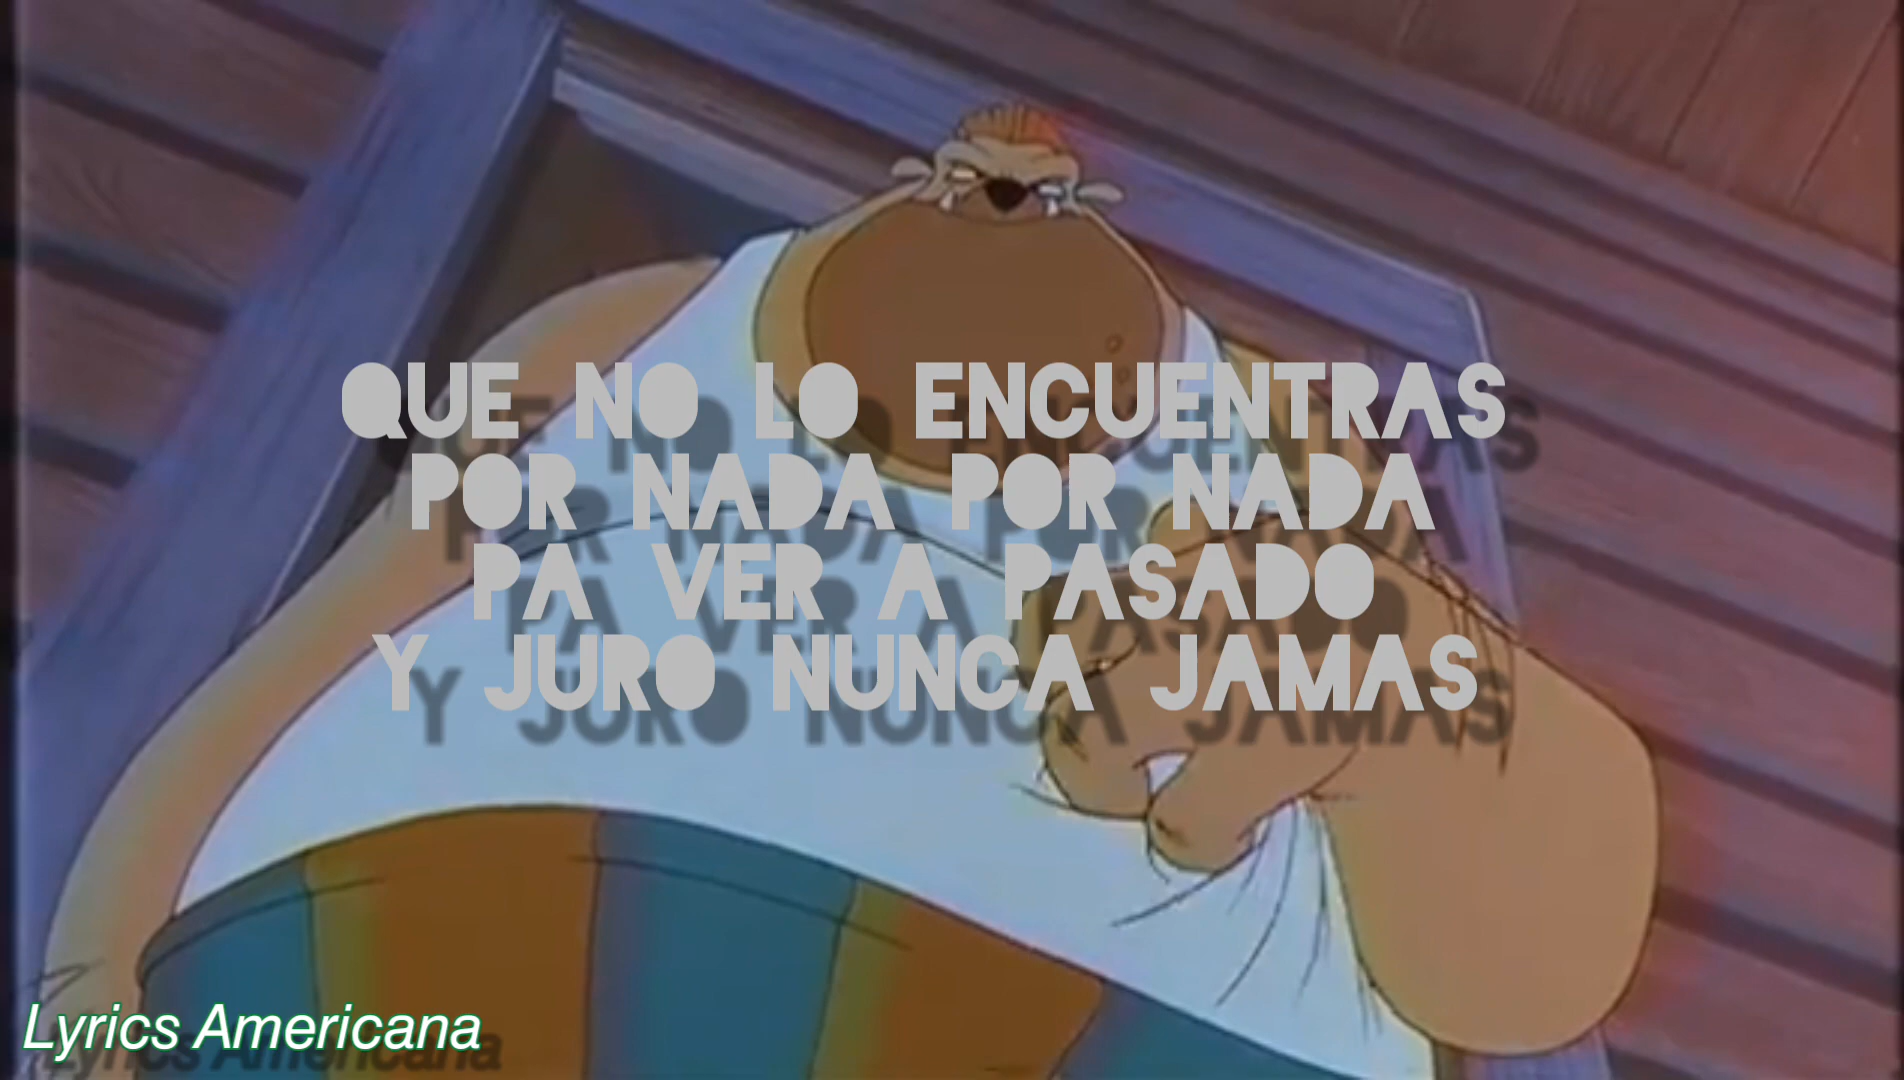 QUE NO LO ENCUENTRAS
POR NADA POR NADA
PA VER A PASADO
Y JURO NUNCA JAMAS
Lyrics Americana